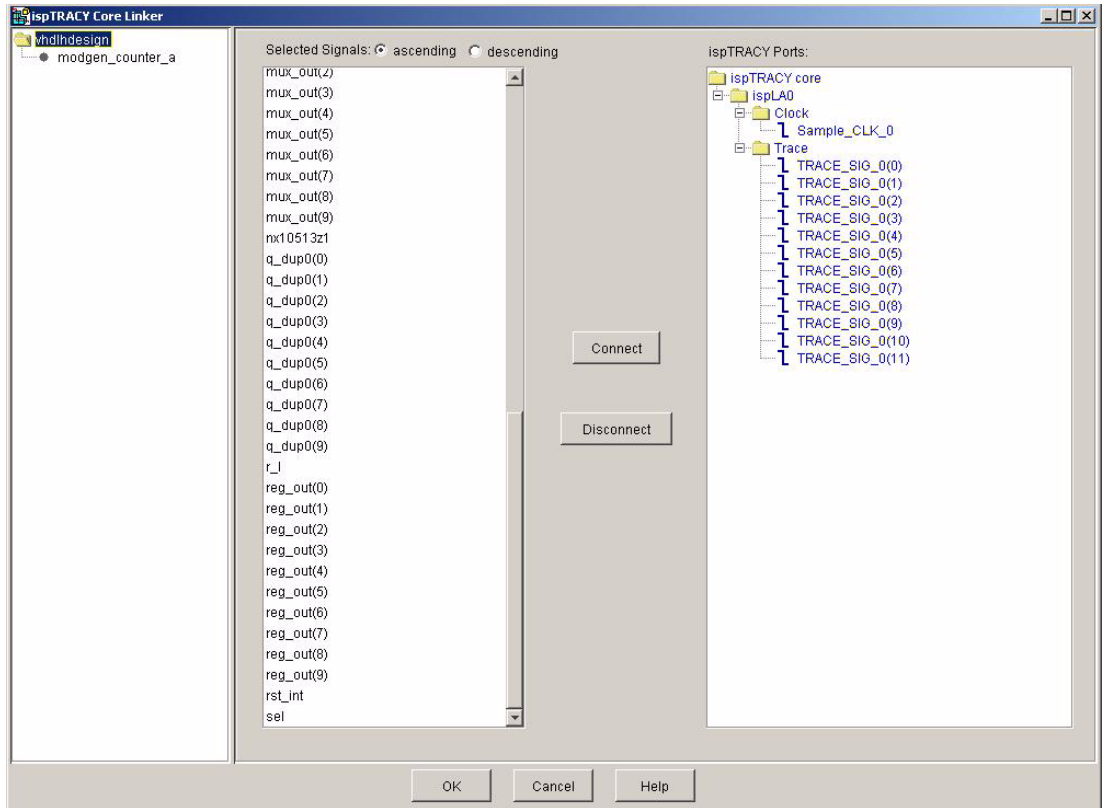 ispTRACY Core Linker
vhdlhdesign
modgen_counter_a
Selected Signals: ascending descending
mux_out(2)
mux_out(3)
mux_out(4)
mux_out(5)
mux_out(6)
mux_out(7)
mux_out(8)
mux_out(9)
nx10513z1
q_dup0(0)
q_dup0(1)
q_dup0(2)
q_dup0(3)
q_dup0(4)
q_dup0(5)
q_dup0(6)
q_dup0(7)
q_dup0(8)
q_dup0(9)
r_l
reg_out(0)
reg_out(1)
reg_out(2)
reg_out(3)
reg_out(4)
reg_out(5)
reg_out(6)
reg_out(7)
reg_out(8)
reg_out(9)
rst_int
sel
Connect
Disconnect
ispTRACY Ports:
ispTRACY core
ispLA0
Clock
Sample_CLK_0
Trace
TRACE_SIG_0(0)
TRACE_SIG_0(1)
TRACE_SIG_0(2)
TRACE_SIG_0(3)
TRACE_SIG_0(4)
TRACE_SIG_0(5)
TRACE_SIG_0(6)
TRACE_SIG_0(7)
TRACE_SIG_0(8)
TRACE_SIG_0(9)
TRACE_SIG_0(10)
TRACE_SIG_0(11)
OK Cancel Help